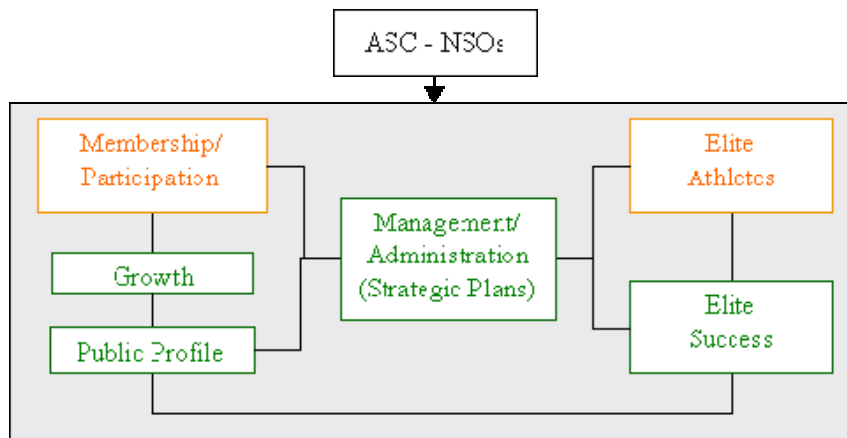 ASC - NSOs
Membership/
Participation
Growth
Public Profile
Management/
Administration
(Strategic Plans)
Elite
Athletes
Elite
Success